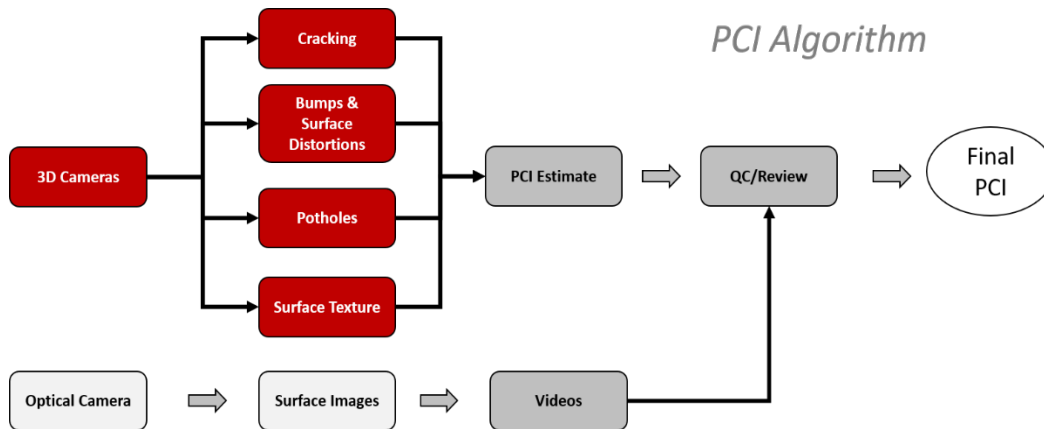 PCI Algorithm
Cracking
Bumps &
Surface
Distortions
3D Cameras
PCI Estimate
QC/Review
Final
PCI
Potholes
Surface Texture
Optical Camera
Surface Images
Videos